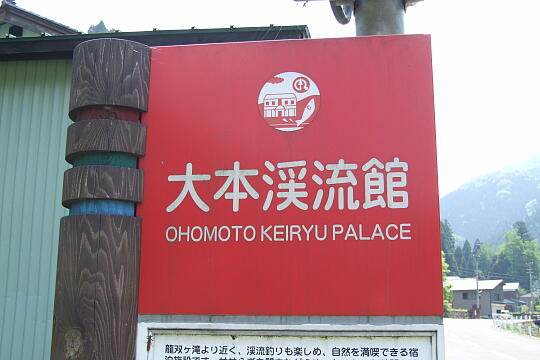 大本渓流館
OHOMOTO KEIRYU PALACE
龍双ヶ滝より近く、渓流釣りも楽しめ、自然を満喫できる宿